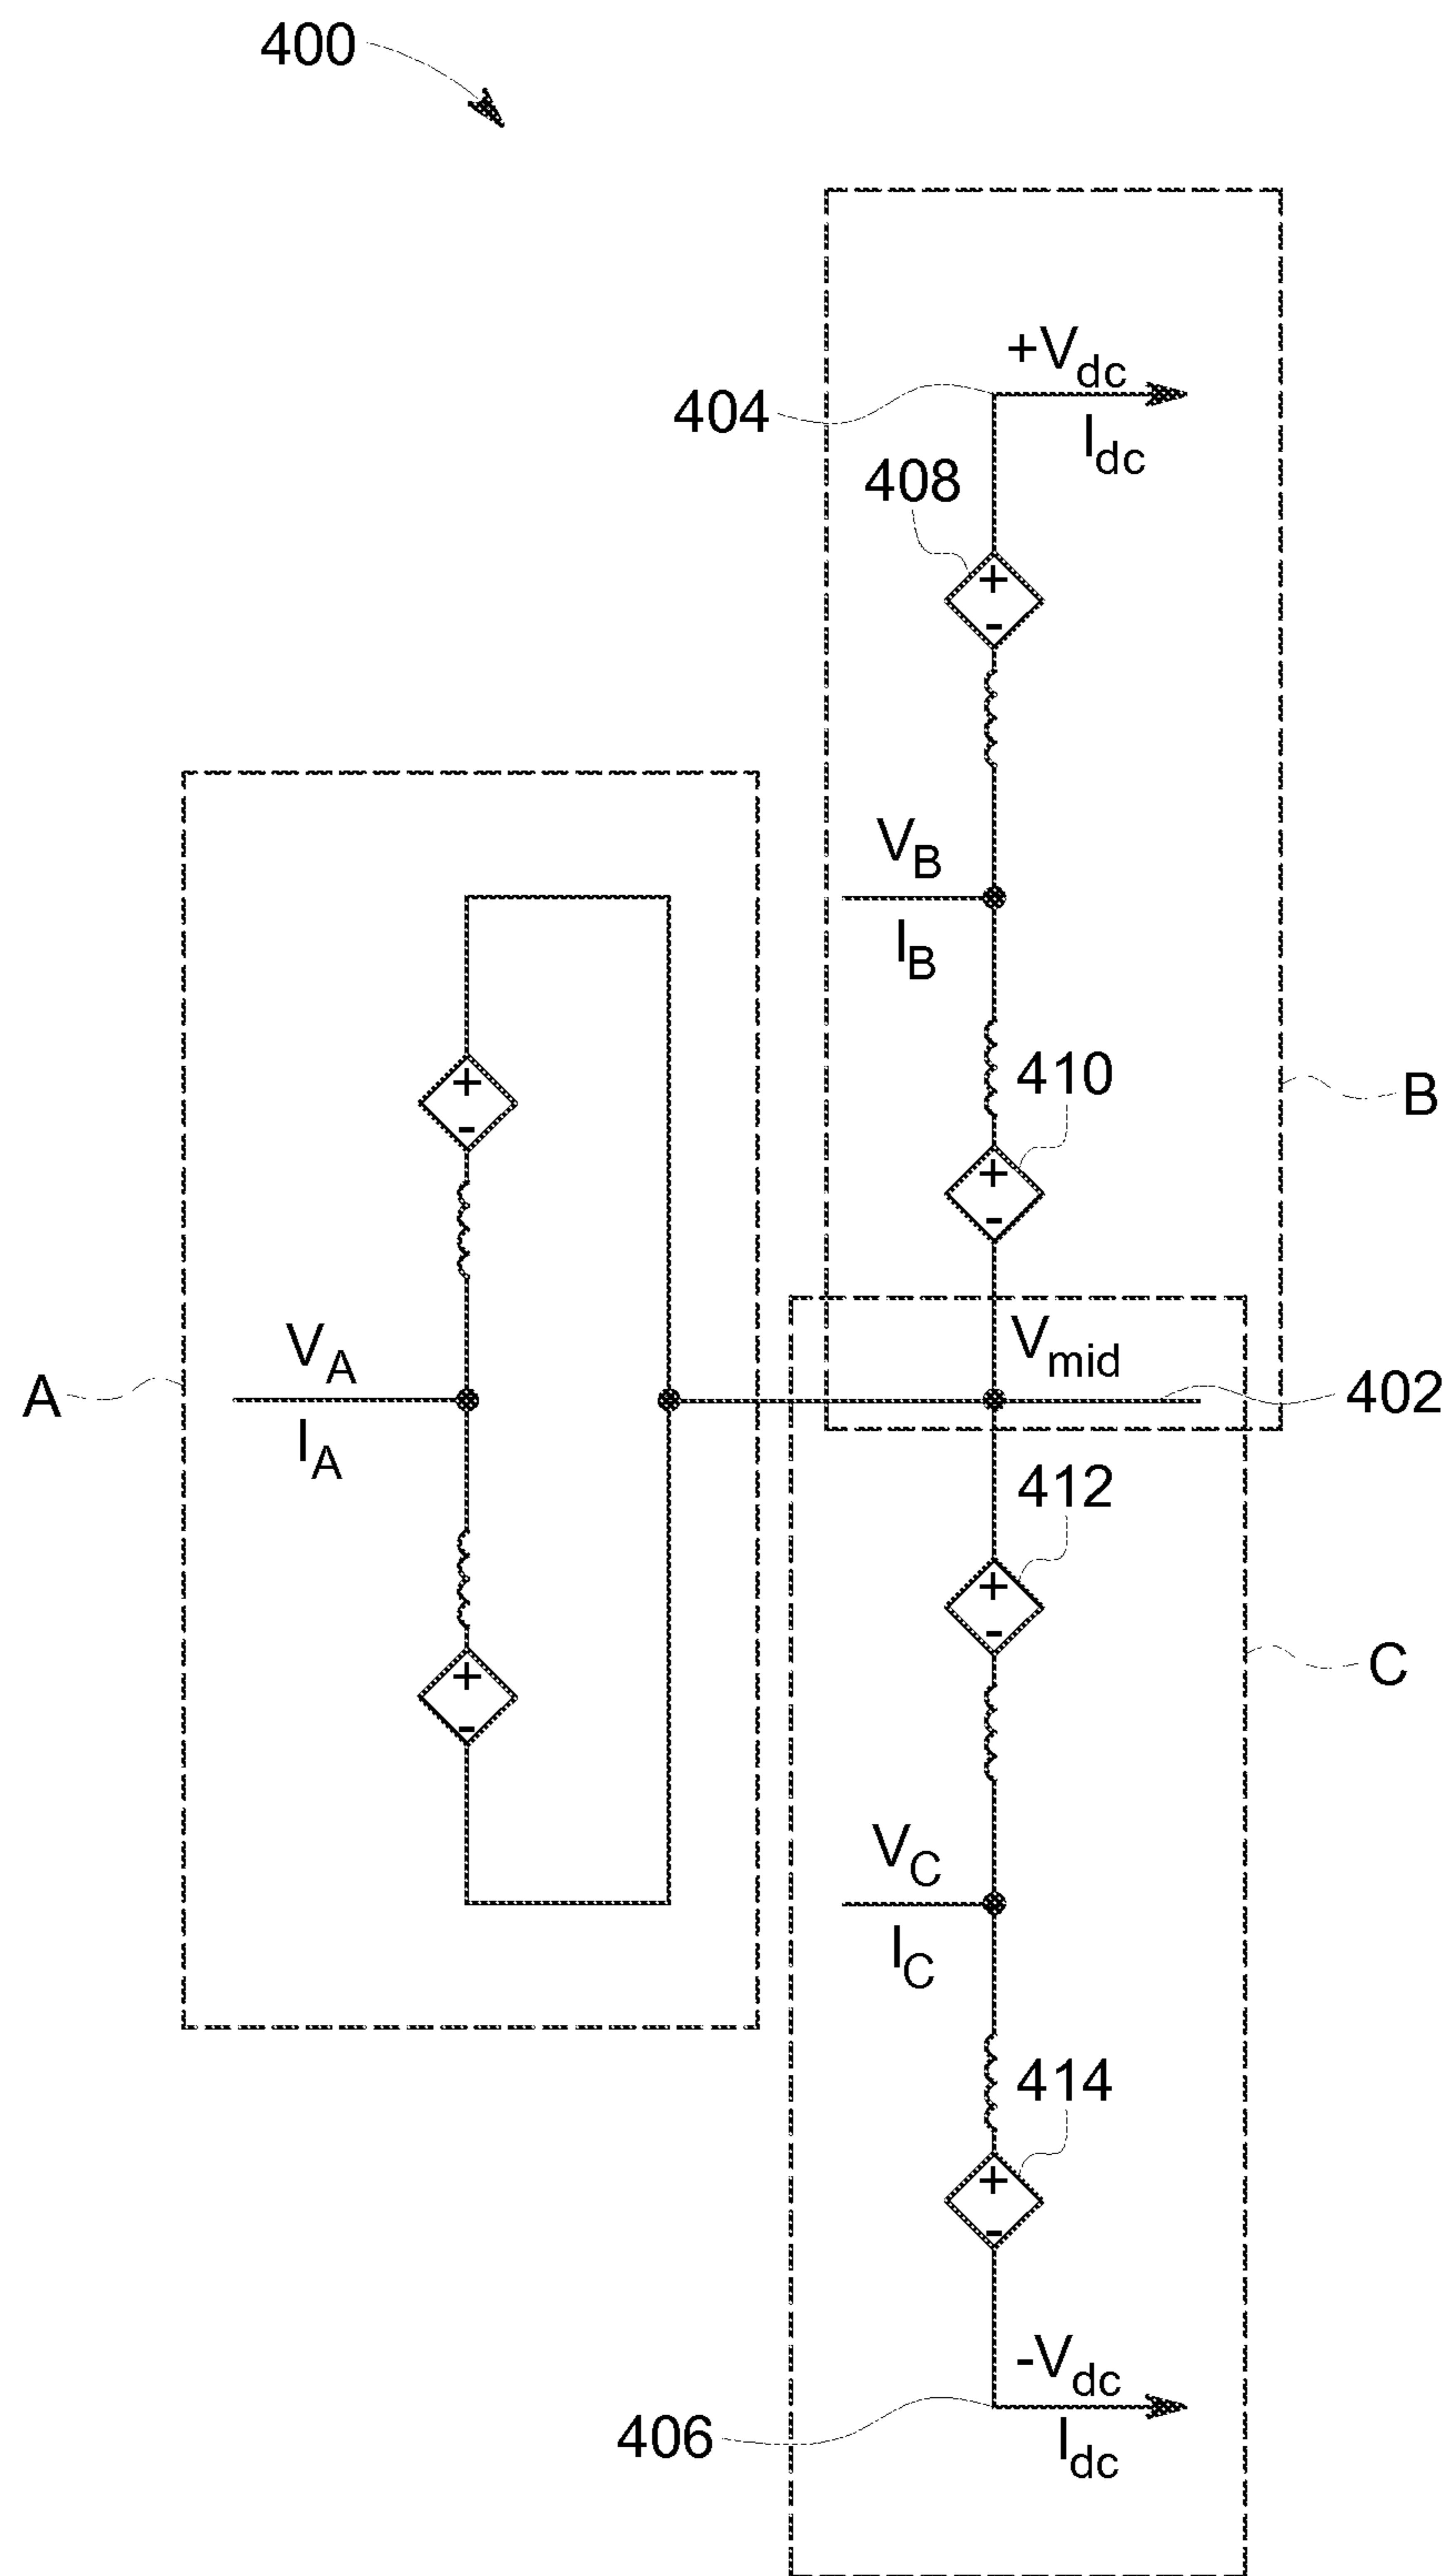 400
+Vdc
404
Idc
408
+
-
VB
IB
410
+
-
+
-
B
VA
Vmid
A
402
IA
412
+
-
C
+
-
VC
IC
414
+
-
-Vdc
406
Idc